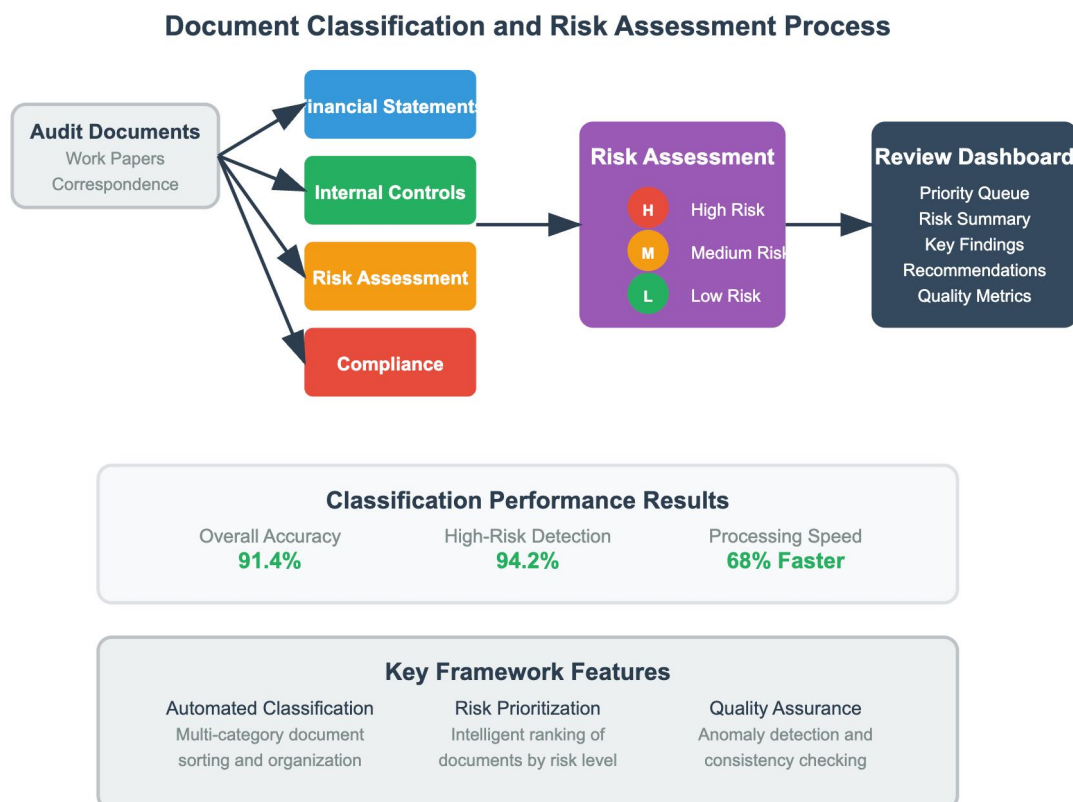 Document Classification and Risk Assessment Process
Audit Documents
Work Papers
Correspondence
Financial Statements
Internal Controls
Risk Assessment
Compliance
Risk Assessment
H High Risk
M Medium Risk
L Low Risk
Review Dashboard
Priority Queue
Risk Summary
Key Findings
Recommendations
Quality Metrics
Classification Performance Results
Overall Accuracy
91.4%
High-Risk Detection
94.2%
Processing Speed
68% Faster
Key Framework Features
Automated Classification
Multi-category document
sorting and organization
Risk Prioritization
Intelligent ranking of
documents by risk level
Quality Assurance
Anomaly detection and
consistency checking